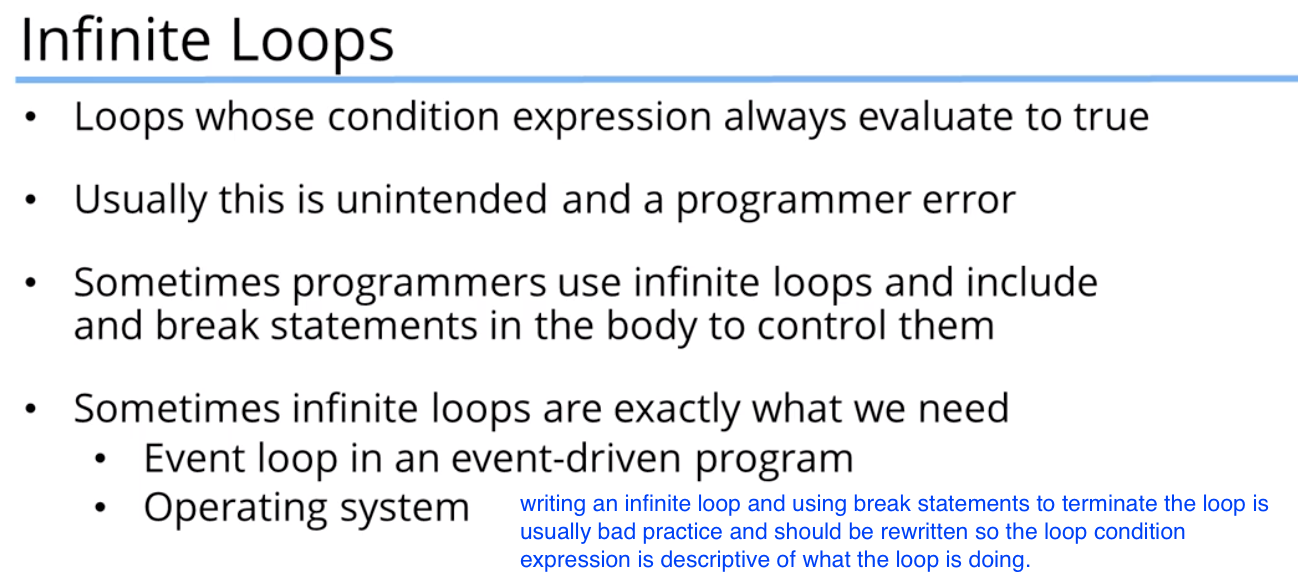 Infinite Loops
• Loops whose condition expression always evaluate to true
• Usually this is unintended and a programmer error
• Sometimes programmers use infinite loops and include
and break statements in the body to control them
• Sometimes infinite loops are exactly what we need
• Event loop in an event-driven program
• Operating system
writing an infinite loop and using break statements to terminate the loop is
usually bad practice and should be rewritten so the loop condition
expression is descriptive of what the loop is doing.